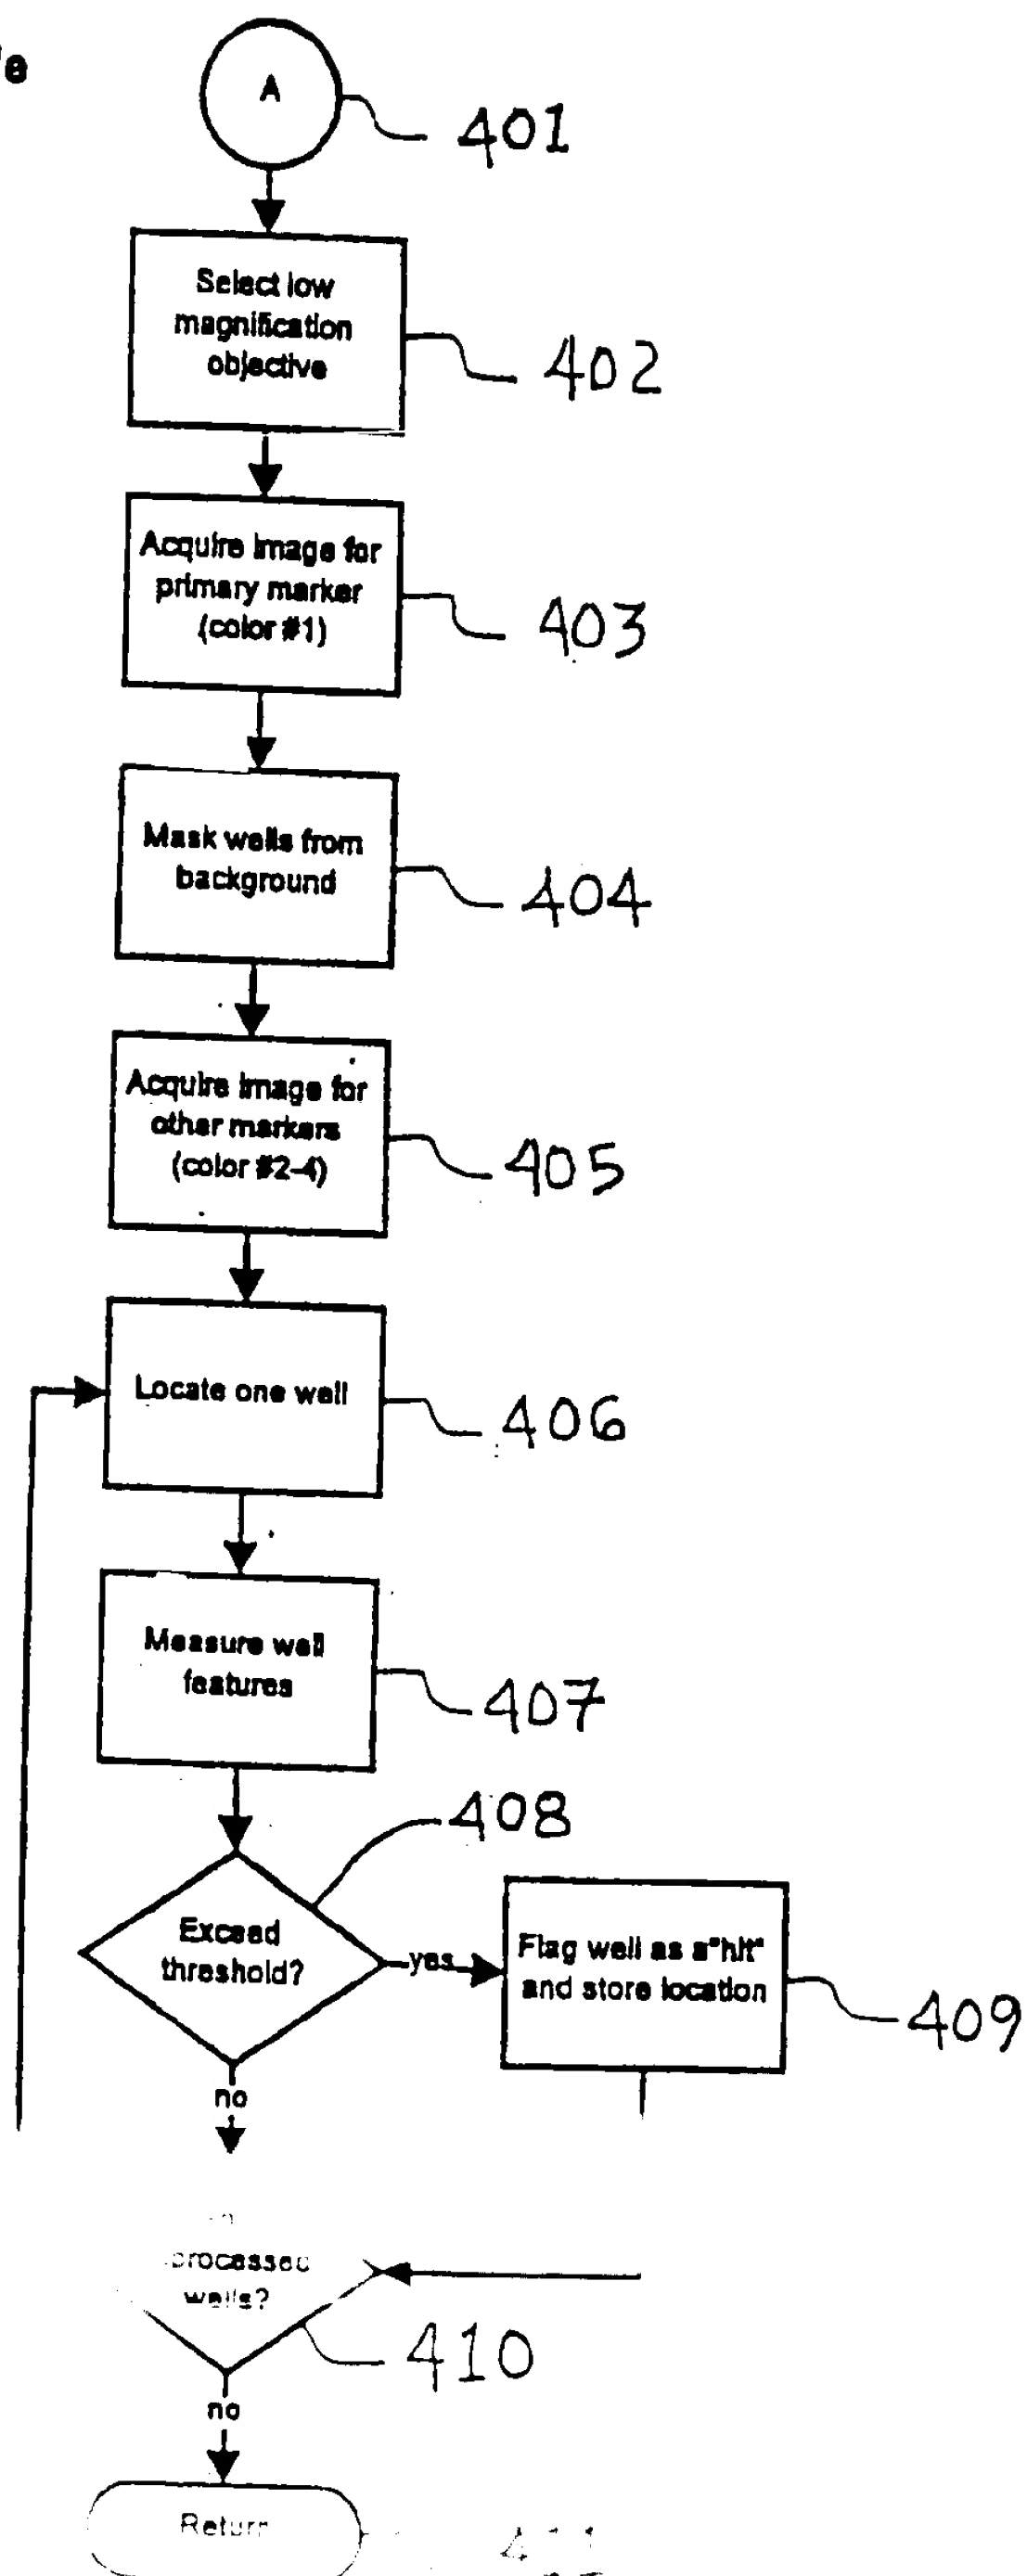 A
401
Select low
magnification
objective
402
Acquire image for
primary marker
(color #1)
403
Mask wells from
background
404
Acquire image for
other markers
(color #2-4)
405
Locate one well
406
Measure well
features
407
408
Exceed
threshold?
yes
Flag well as a "hit"
and store location
409
no
processed
wells?
410
no
Return
411